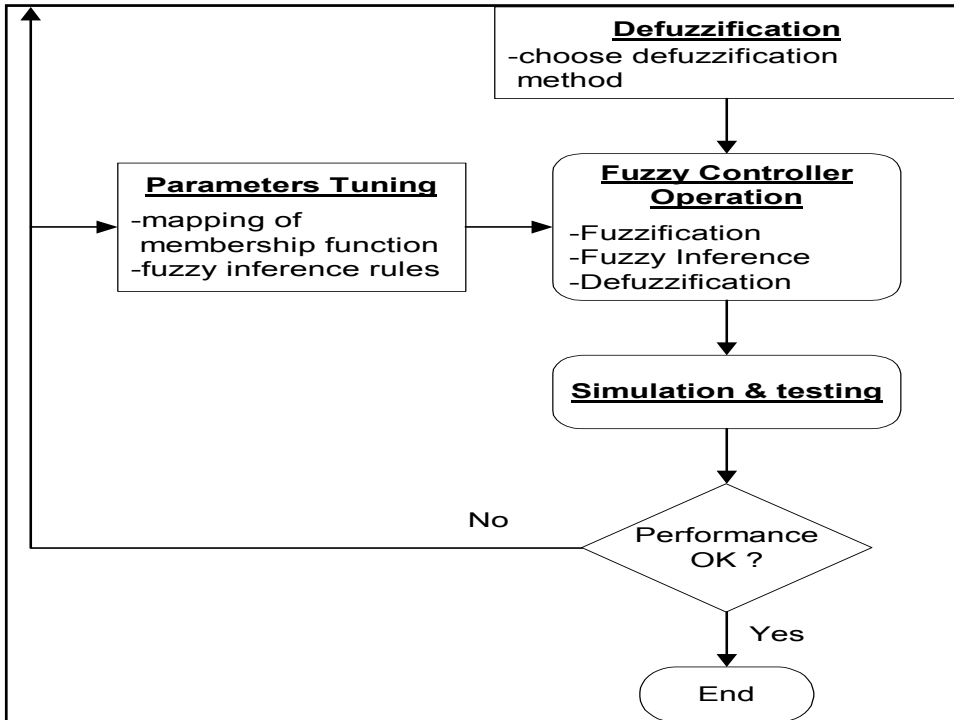 Defuzzification
-choose defuzzification
method
Parameters Tuning
-mapping of
membership function
-fuzzy inference rules
Fuzzy Controller
Operation
-Fuzzification
-Fuzzy Inference
-Defuzzification
Simulation & testing
No
Performance
OK ?
Yes
End